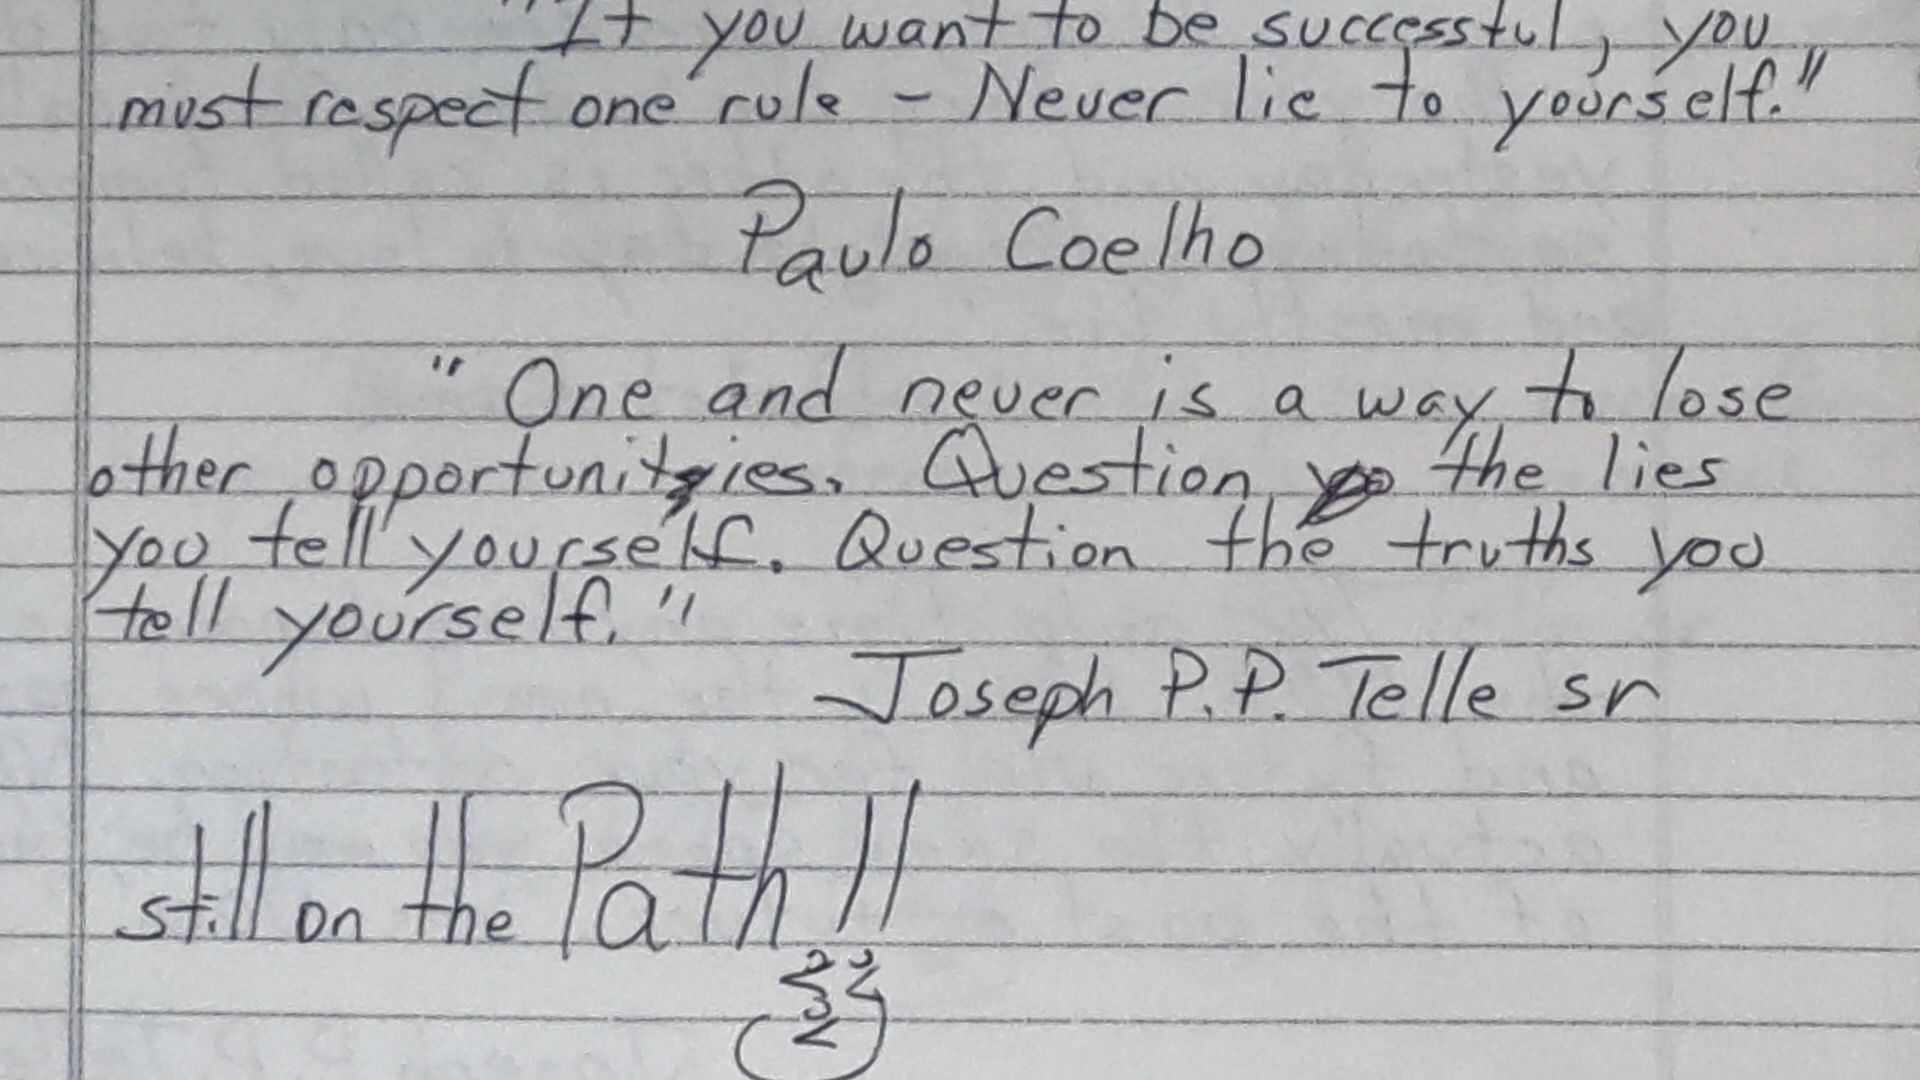 "If you want to be successful, you
must respect one rule - Never lie to yourself."
Paulo Coelho
"One and never is a way to lose
other opportunities. Question the lies
you tell yourself. Question the truths you
tell yourself."
Joseph P.P. Telle sr
still on the Path!!